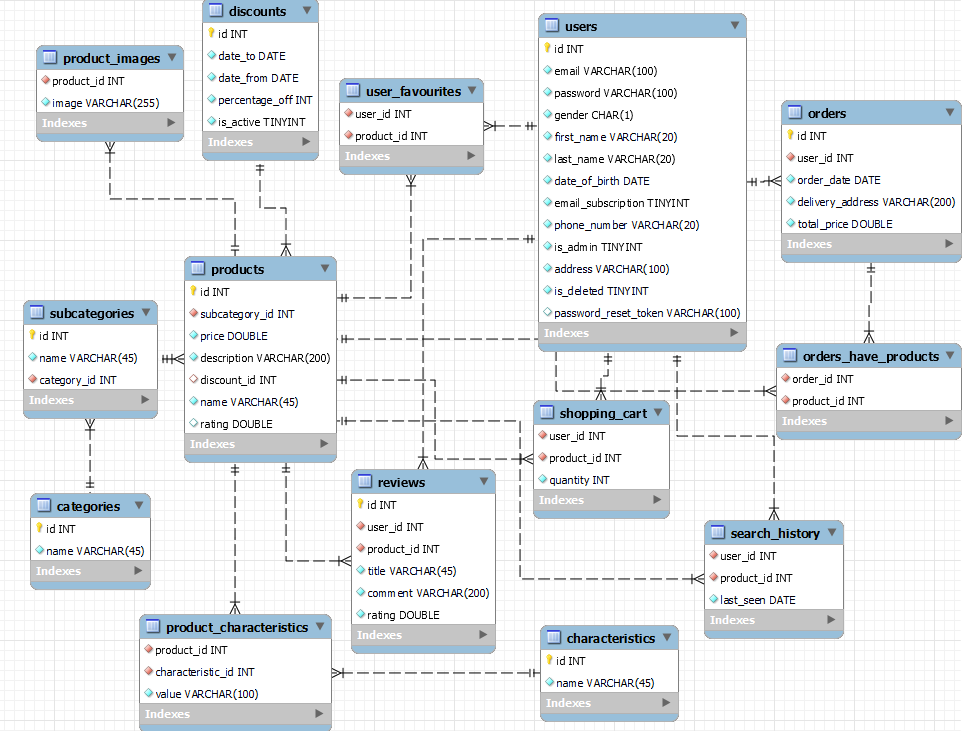 discounts
id INT
date_to DATE
date_from DATE
percentage_off INT
is_active TINYINT
Indexes
users
id INT
email VARCHAR(100)
password VARCHAR(100)
gender CHAR(1)
first_name VARCHAR(20)
last_name VARCHAR(20)
date_of_birth DATE
email_subscription TINYINT
phone_number VARCHAR(20)
is_admin TINYINT
address VARCHAR(100)
is_deleted TINYINT
password_reset_token VARCHAR(100)
Indexes
product_images
product_id INT
image VARCHAR(255)
Indexes
user_favourites
user_id INT
product_id INT
Indexes
orders
id INT
user_id INT
order_date DATE
delivery_address VARCHAR(200)
total_price DOUBLE
Indexes
products
id INT
subcategory_id INT
price DOUBLE
description VARCHAR(200)
discount_id INT
name VARCHAR(45)
rating DOUBLE
Indexes
subcategories
id INT
name VARCHAR(45)
category_id INT
Indexes
orders_have_products
order_id INT
product_id INT
Indexes
shopping_cart
user_id INT
product_id INT
quantity INT
Indexes
reviews
id INT
user_id INT
product_id INT
title VARCHAR(45)
comment VARCHAR(200)
rating DOUBLE
Indexes
categories
id INT
name VARCHAR(45)
Indexes
search_history
user_id INT
product_id INT
last_seen DATE
Indexes
product_characteristics
product_id INT
characteristic_id INT
value VARCHAR(100)
Indexes
characteristics
id INT
name VARCHAR(45)
Indexes